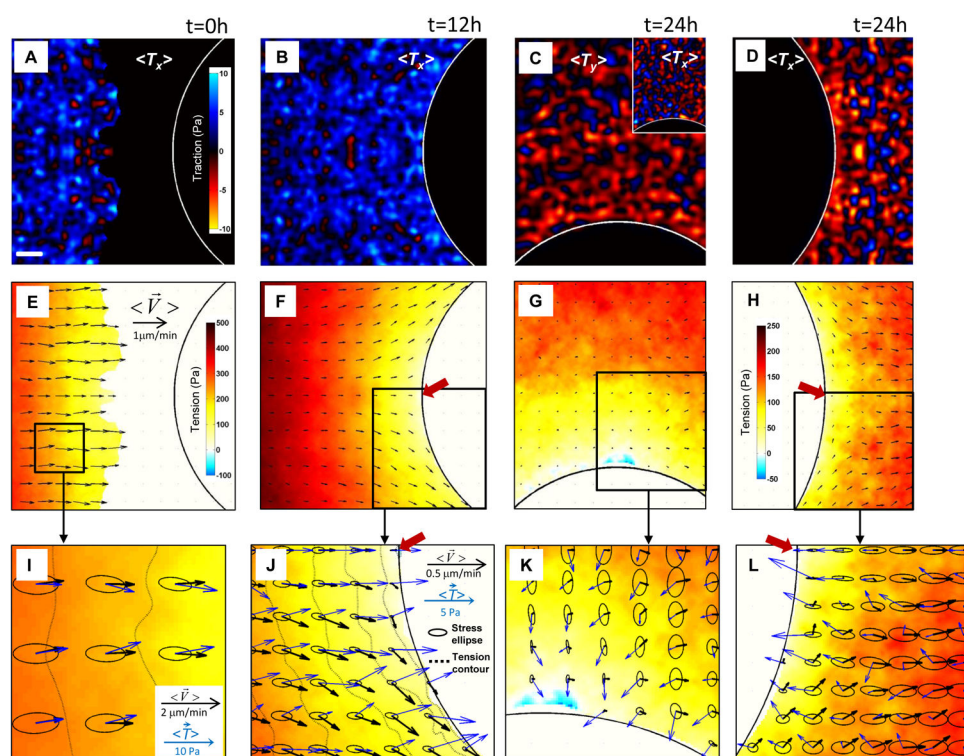 t=0h
t=12h
t=24h
t=24h
A
<Tx>
10
5
0
-5
-10
Traction (Pa)
B
<Tx>
C
<Ty>
<Tx>
D
<Tx>
E
<V>
1µm/min
500
400
300
200
100
0
-100
Tension (Pa)
F
G
H
250
200
150
100
50
0
-50
Tension (Pa)
I
<V>
2 µm/min
<T>
10 Pa
J
<V>
0.5 µm/min
<T>
5 Pa
Stress
ellipse
Tension
contour
K
L